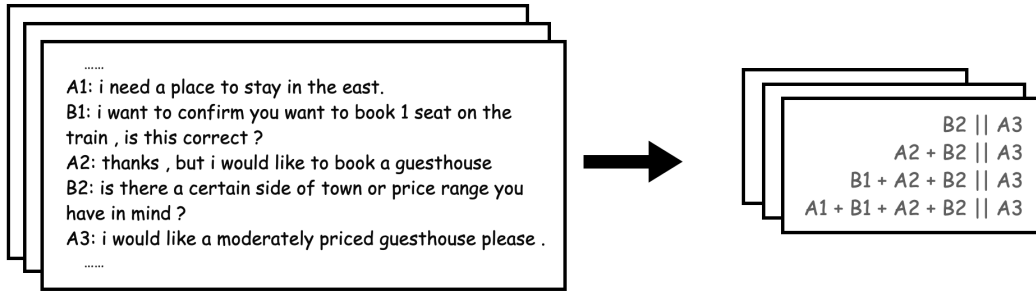 ......
A1: i need a place to stay in the east.
B1: i want to confirm you want to book 1 seat on the
train , is this correct ?
A2: thanks , but i would like to book a guesthouse
B2: is there a certain side of town or price range you
have in mind ?
A3: i would like a moderately priced guesthouse please .
......
B2 || A3
A2 + B2 || A3
B1 + A2 + B2 || A3
A1 + B1 + A2 + B2 || A3